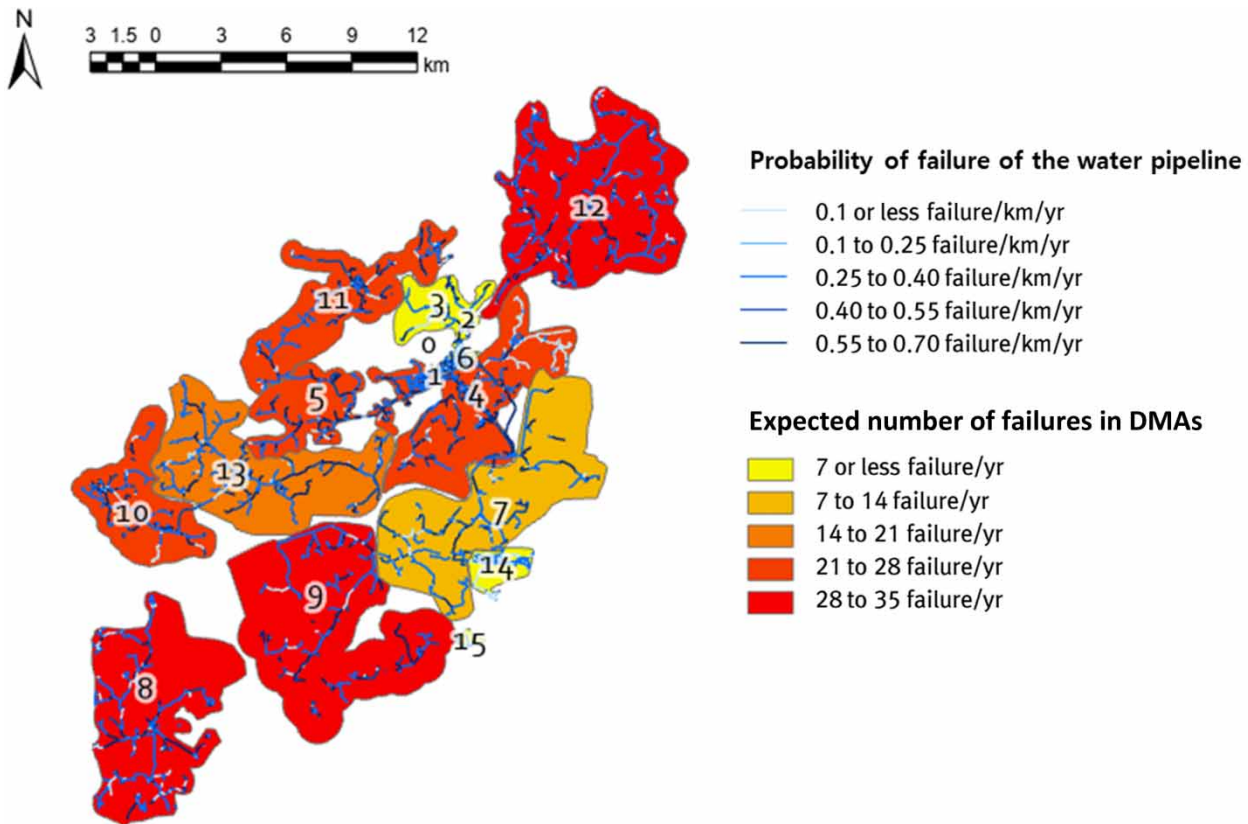 N
3 1.5 0 3 6 9 12
km
12
11
3
2
0
6
1
5
4
13
10
7
14
9
15
8
Probability of failure of the water pipeline
0.1 or less failure/km/yr
0.1 to 0.25 failure/km/yr
0.25 to 0.40 failure/km/yr
0.40 to 0.55 failure/km/yr
0.55 to 0.70 failure/km/yr
Expected number of failures in DMAs
7 or less failure/yr
7 to 14 failure/yr
14 to 21 failure/yr
21 to 28 failure/yr
28 to 35 failure/yr